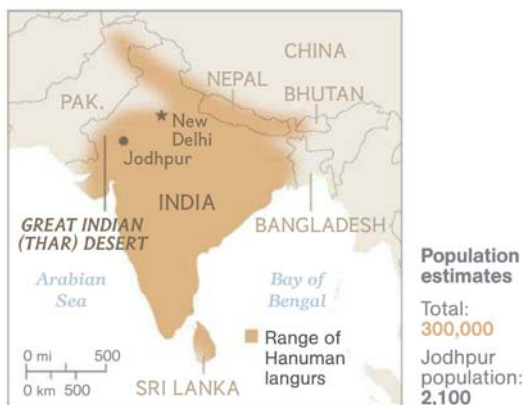 CHINA
NEPAL
PAK.
BHUTAN
New
Delhi
Jodhpur
INDIA
GREAT INDIAN
(THAR) DESERT
BANGLADESH
Arabian
Sea
Bay of
Bengal
Range of
Hanuman
langurs
0 mi 500
0 km 500
SRI LANKA
Population
estimates
Total:
300,000
Jodhpur
population:
2,100